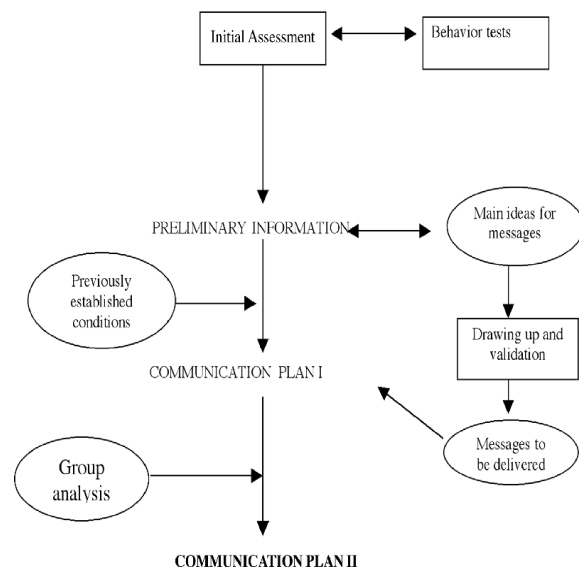 Initial Assessment
Behavior tests
PRELIMINARY INFORMATION
Main ideas for
messages
Previously
established
conditions
Drawing up and
validation
COMMUNICATION PLAN I
Messages to
be delivered
Group
analysis
COMMUNICATION PLAN II